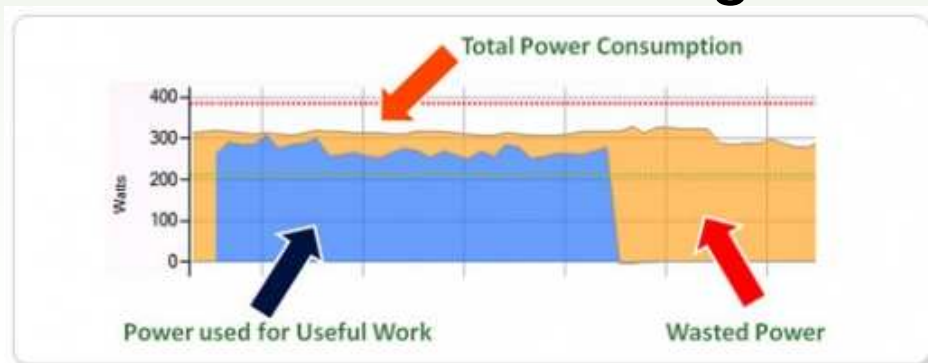 g
Total Power Consumption
400
300
200
100
0
Watts
Power used for Useful Work
Wasted Power